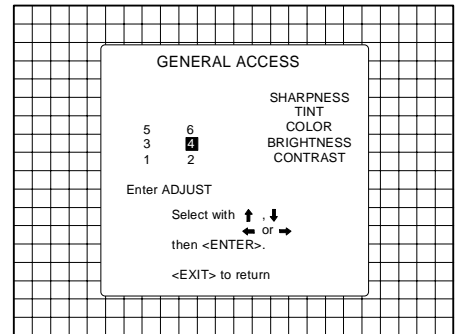 GENERAL ACCESS
SHARPNESS
TINT
5 6 COLOR
3 4 BRIGHTNESS
1 2 CONTRAST
Enter ADJUST
Select with ↑ , ↓
← or →
then <ENTER>.
<EXIT> to return